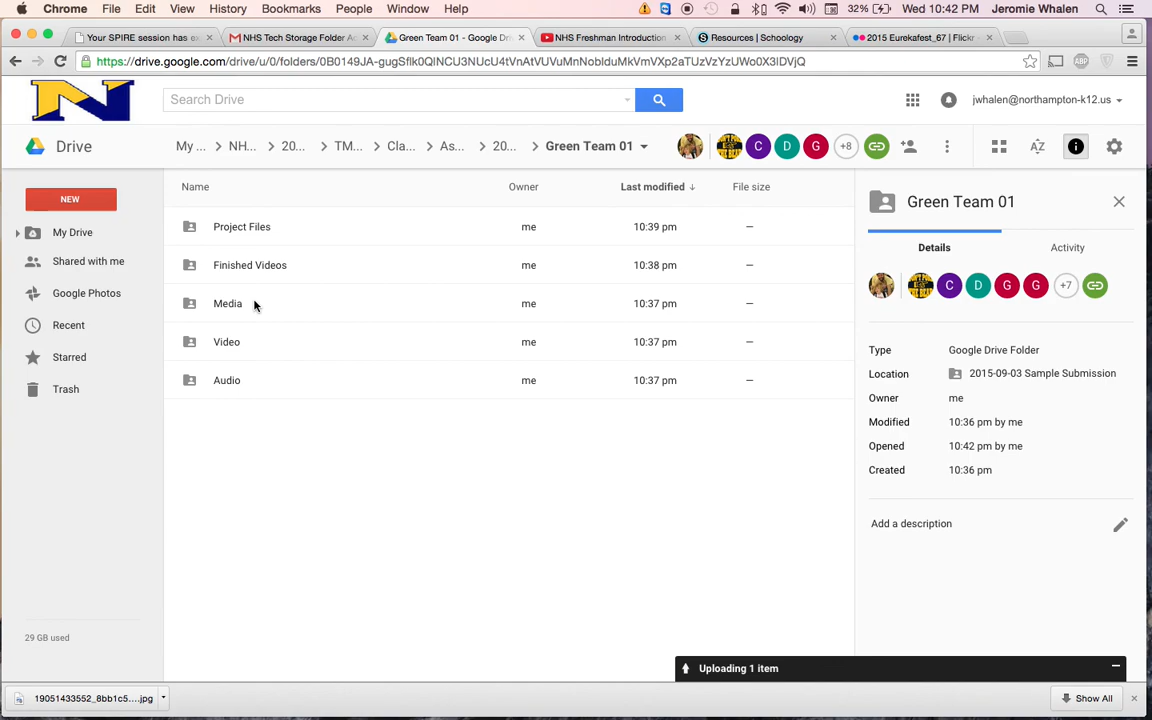 Chrome File Edit View History Bookmarks People Window Help 32% Wed 10:42 PM Jeromie Whalen
Your SPIRE session has ex
NHS Tech Storage Folder Ac
Green Team 01 - Google Dri
NHS Freshman Introduction
Resources | Schoology
2015 Eurekafest_67 | Flickr
https://drive.google.com/drive/u/0/folders/0B0149JA-gugSflk0QlNCU3NUcU4tVnAtVUVuMnNoblduMkVmVXp2aTUzVzYzUWo0X3lDVjQ
ABP
N
Search Drive
jwhalen@northampton-k12.us
Drive
My ... > NH... > 20... > TM... > Cla... > As... > 20... > Green Team 01
C D G +8
NEW
My Drive
Shared with me
Google Photos
Recent
Starred
Trash
29 GB used
Name Owner Last modified File size
Project Files me 10:39 pm —
Finished Videos me 10:38 pm —
Media me 10:37 pm —
Video me 10:37 pm —
Audio me 10:37 pm —
Green Team 01
Details Activity
C D G G +7
Type Google Drive Folder
Location 2015-09-03 Sample Submission
Owner me
Modified 10:36 pm by me
Opened 10:42 pm by me
Created 10:36 pm
Add a description
Uploading 1 item
19051433552_8bb1c5....jpg
Show All